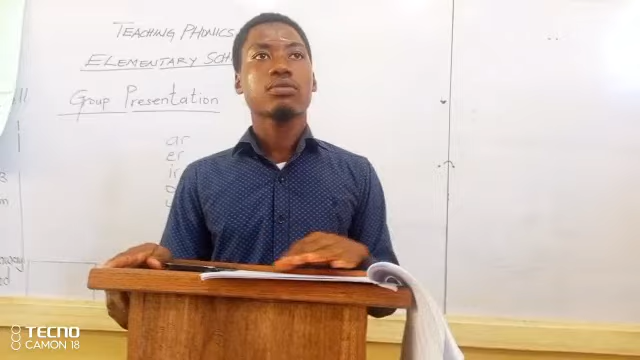 TEACHING PHONICS
ELEMENTARY SCH
Group Presentation
ar
er
ir
TECNO
CAMON 18